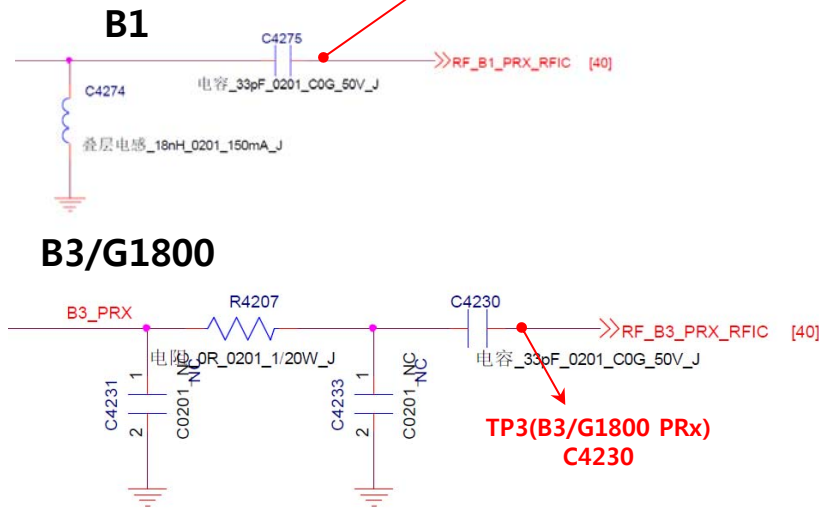 B1
C4275
RF_B1_PRX_RFIC [40]
电容_33pF_0201_C0G_50V_J
C4274
叠层电感_18nH_0201_150mA_J
B3/G1800
B3_PRX
R4207
C4230
RF_B3_PRX_RFIC [40]
电阻_0R_0201_1/20W_J
电容_33pF_0201_C0G_50V_J
C4231
1
2
C0201_NC
NC
C4233
1
2
C0201_NC
NC
TP3(B3/G1800 PRx)
C4230